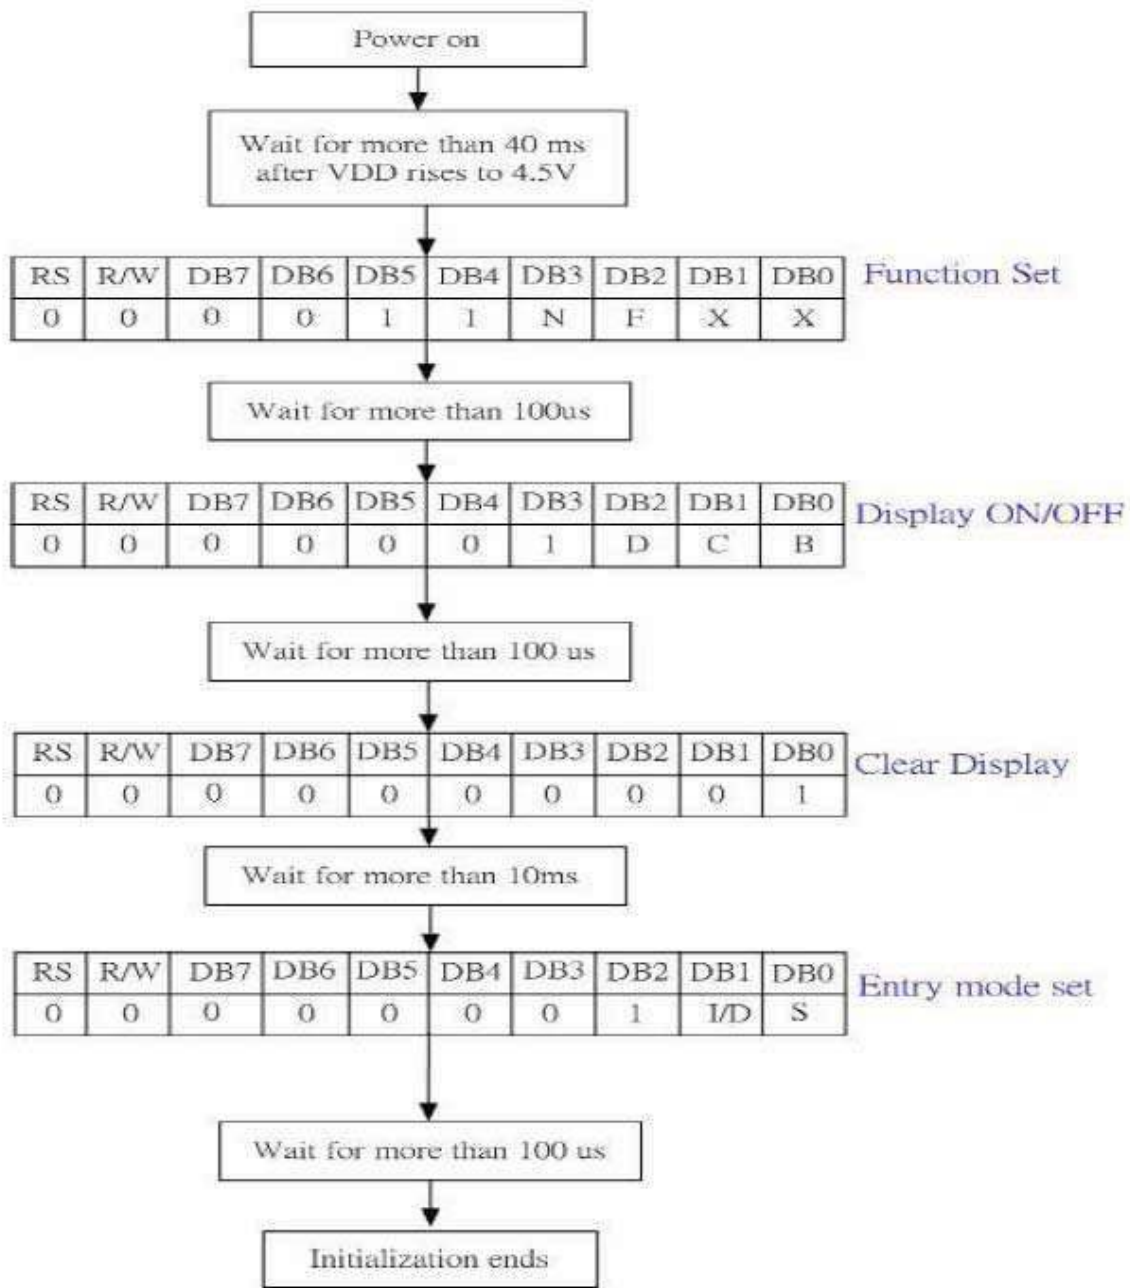 Power on
Wait for more than 40 ms
after VDD rises to 4.5V
RS R/W DB7 DB6 DB5 DB4 DB3 DB2 DB1 DB0 Function Set
0 0 0 0 1 1 N F X X
Wait for more than 100us
RS R/W DB7 DB6 DB5 DB4 DB3 DB2 DB1 DB0 Display ON/OFF
0 0 0 0 0 0 1 D C B
Wait for more than 100 us
RS R/W DB7 DB6 DB5 DB4 DB3 DB2 DB1 DB0 Clear Display
0 0 0 0 0 0 0 0 0 1
Wait for more than 10ms
RS R/W DB7 DB6 DB5 DB4 DB3 DB2 DB1 DB0 Entry mode set
0 0 0 0 0 0 0 1 I/D S
Wait for more than 100 us
Initialization ends